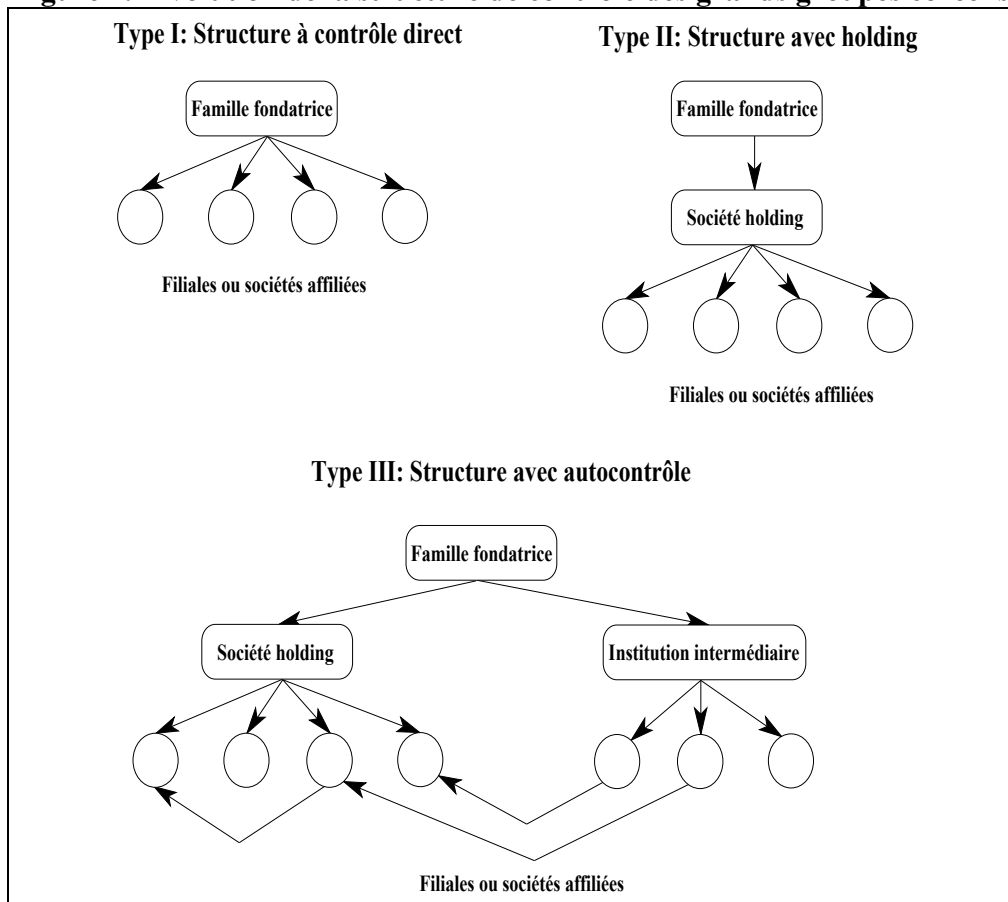 Type I: Structure à contrôle direct
Type II: Structure avec holding
Famille fondatrice
Famille fondatrice
Société holding
Filiales ou sociétés affiliées
Filiales ou sociétés affiliées
Type III: Structure avec autocontrôle
Famille fondatrice
Société holding
Institution intermédiaire
Filiales ou sociétés affiliées